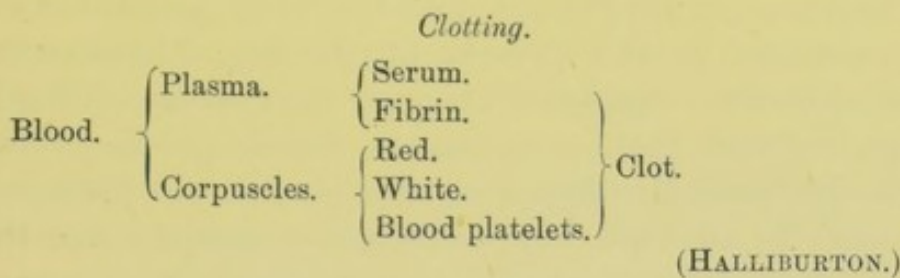 Clotting.
Serum.
Plasma.
Fibrin.
Blood.
Red.
Clot.
Corpuscles. White.
Blood platelets.
(HALLIBURTON.)